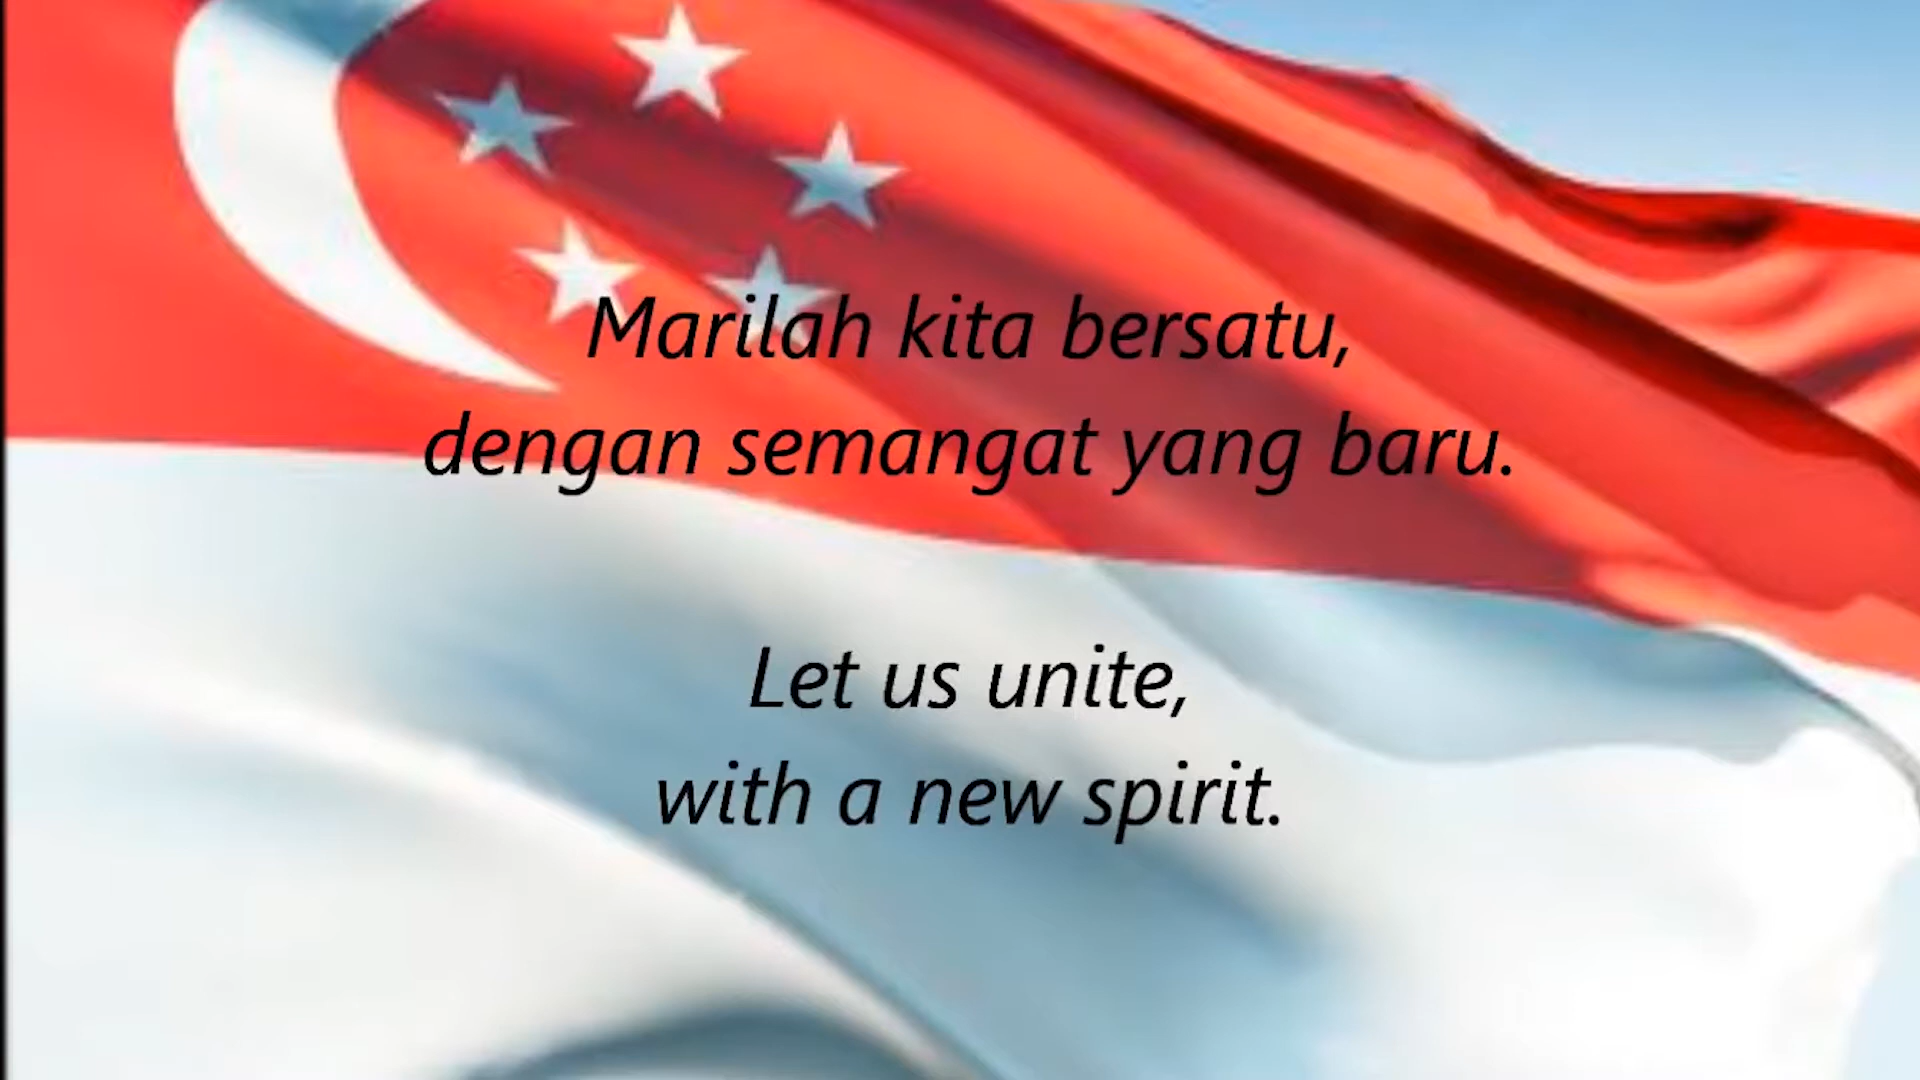 Marilah kita bersatu,
dengan semangat yang baru.
Let us unite,
with a new spirit.